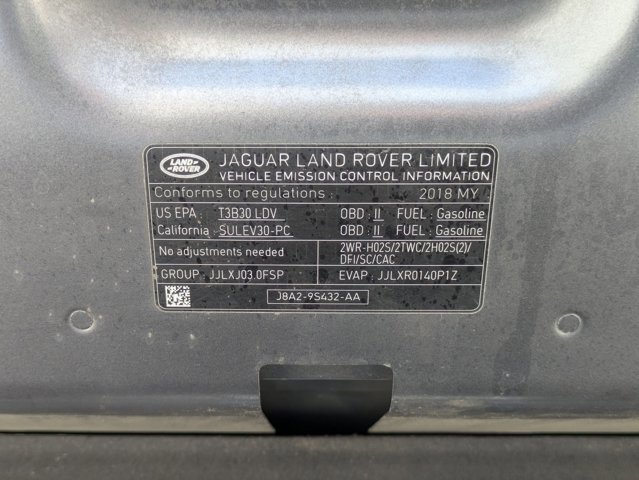 LAND ROVER
JAGUAR LAND ROVER LIMITED
VEHICLE EMISSION CONTROL INFORMATION
Conforms to regulations : 2018 MY
US EPA : T3B30 LDV OBD : II FUEL : Gasoline
California : SULEV30-PC OBD : II FUEL : Gasoline
No adjustments needed
2WR-HO2S/2TWC/2HO2S(2)/
DFI/SC/CAC
GROUP : JJLXJ03.0FSP EVAP : JJLXR0140P1Z
J8A2-9S432-AA